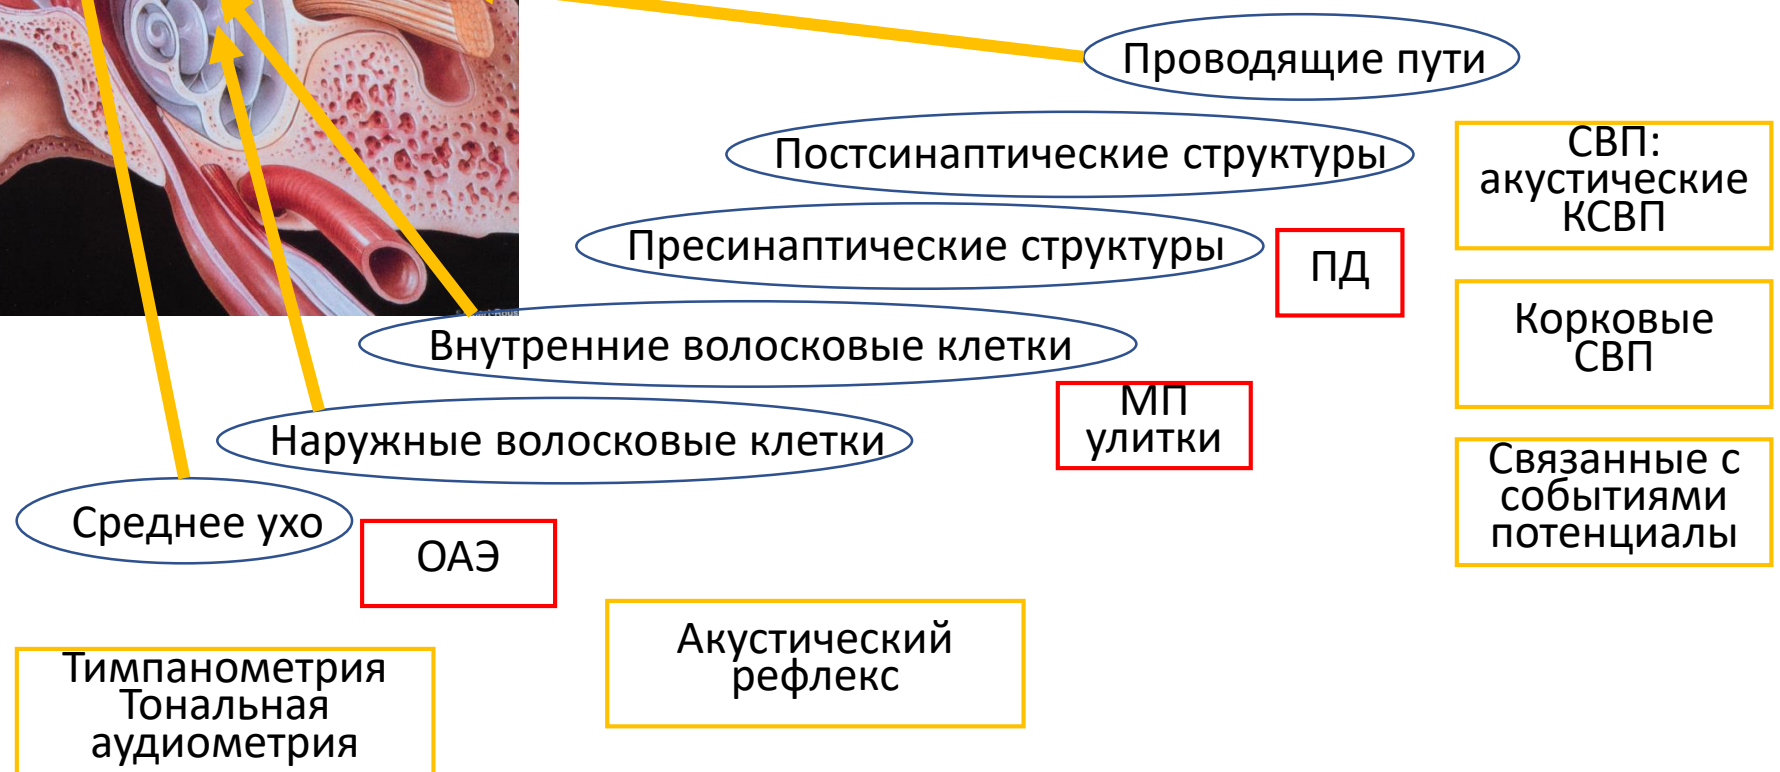 Проводящие пути
Постсинаптические структуры
СВП:
акустические
КСВП
Пресинаптические структуры
ПД
Внутренние волосковые клетки
Корковые
СВП
МП
улитки
Наружные волосковые клетки
Связанные с
событиями
потенциалы
Среднее ухо
ОАЭ
Акустический
рефлекс
Тимпанометрия
Тональная
аудиометрия